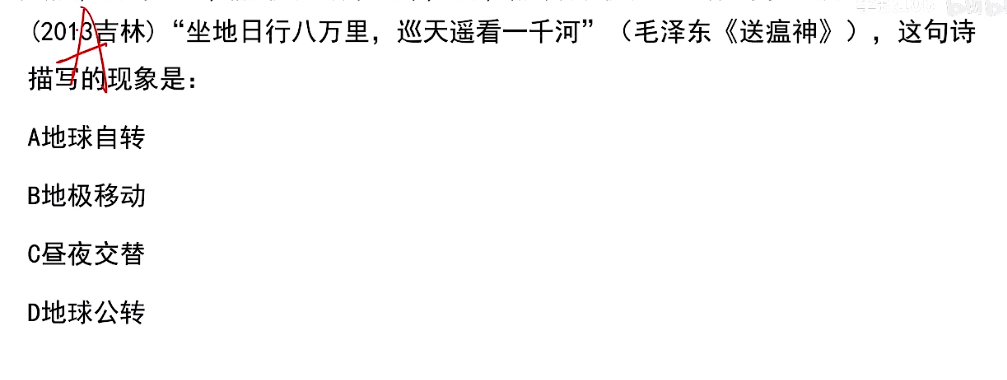 (2013吉林)“坐地日行八万里，巡天遥看一千河”（毛泽东《送瘟神》），这句诗
描写的现象是：
A地球自转
B地极移动
C昼夜交替
D地球公转
A